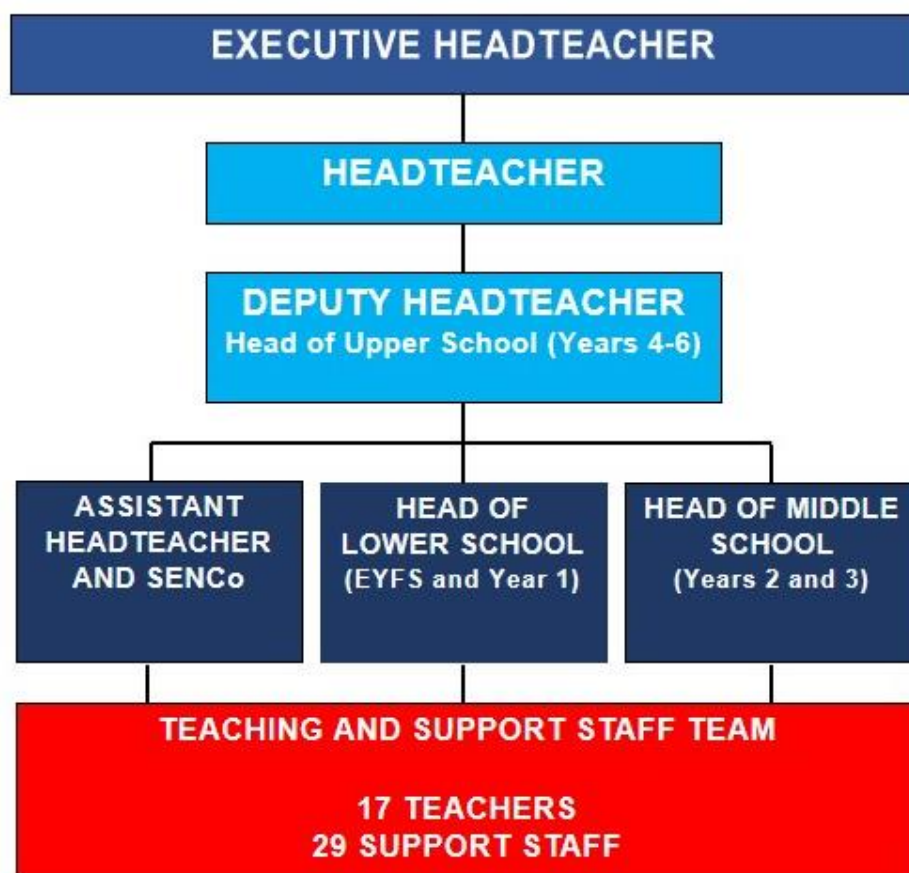 EXECUTIVE HEADTEACHER
HEADTEACHER
DEPUTY HEADTEACHER
Head of Upper School (Years 4-6)
ASSISTANT
HEADTEACHER
AND SENCo
HEAD OF
LOWER SCHOOL
(EYFS and Year 1)
HEAD OF MIDDLE
SCHOOL
(Years 2 and 3)
TEACHING AND SUPPORT STAFF TEAM
17 TEACHERS
29 SUPPORT STAFF